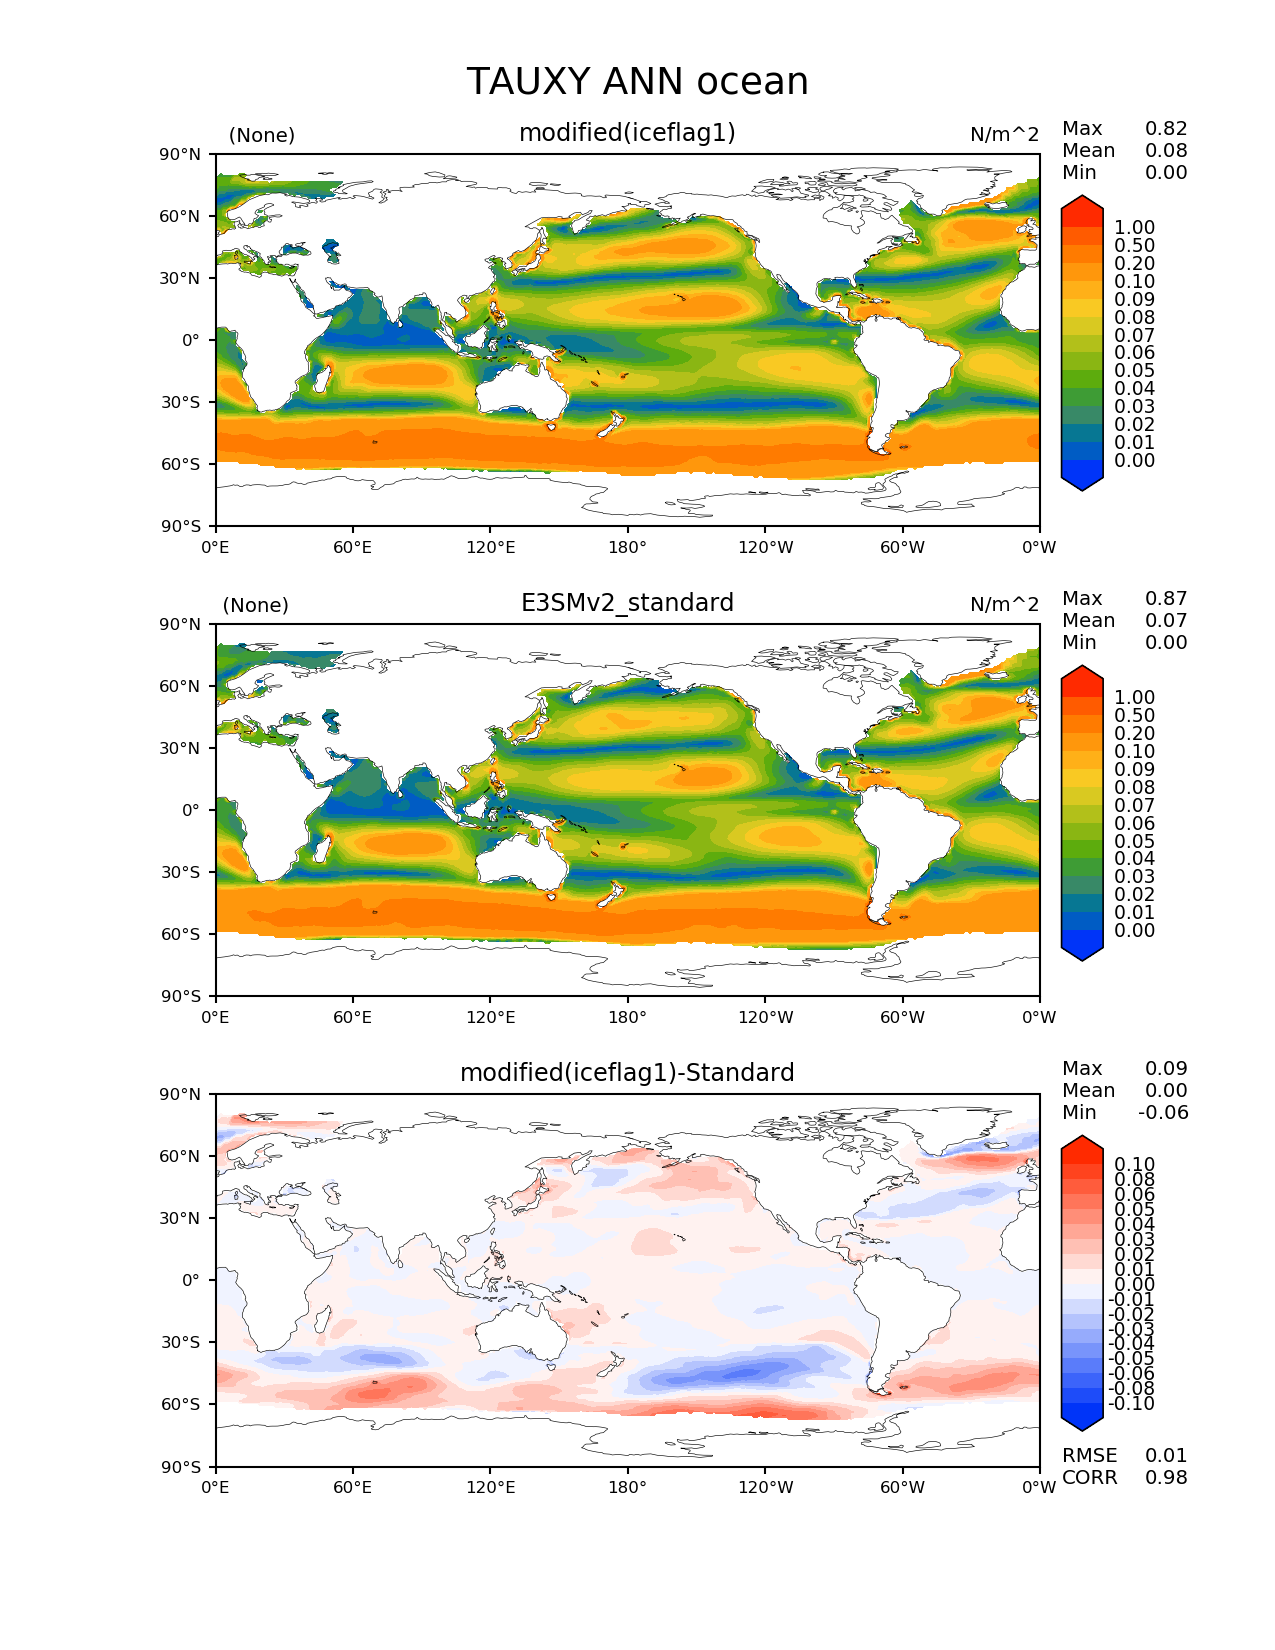 TAUXY ANN ocean
(None) modified(iceflag1) N/m^2
Max 0.82
Mean 0.08
Min 0.00
90°N
60°N
30°N
0°
30°S
60°S
90°S
0°E 60°E 120°E 180° 120°W 60°W 0°W
1.00
0.50
0.20
0.10
0.09
0.08
0.07
0.06
0.05
0.04
0.03
0.02
0.01
0.00
(None) E3SMv2_standard N/m^2
Max 0.87
Mean 0.07
Min 0.00
90°N
60°N
30°N
0°
30°S
60°S
90°S
0°E 60°E 120°E 180° 120°W 60°W 0°W
1.00
0.50
0.20
0.10
0.09
0.08
0.07
0.06
0.05
0.04
0.03
0.02
0.01
0.00
modified(iceflag1)-Standard
Max 0.09
Mean 0.00
Min -0.06
90°N
60°N
30°N
0°
30°S
60°S
90°S
0°E 60°E 120°E 180° 120°W 60°W 0°W
0.10
0.08
0.06
0.05
0.04
0.03
0.02
0.01
0.00
-0.01
-0.02
-0.03
-0.04
-0.05
-0.06
-0.08
-0.10
RMSE 0.01
CORR 0.98